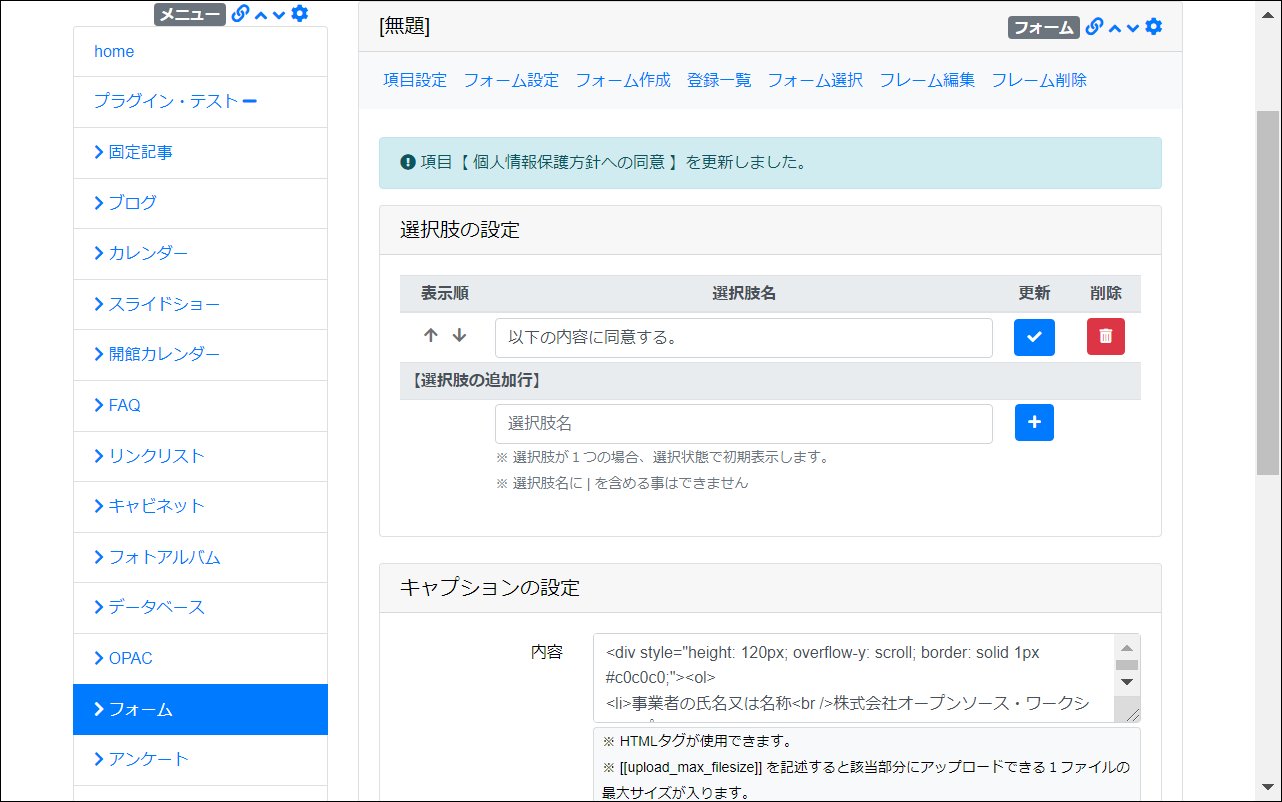 メニュー
home
プラグイン・テスト
固定記事
ブログ
カレンダー
スライドショー
開館カレンダー
FAQ
リンクリスト
キャビネット
フォトアルバム
データベース
OPAC
フォーム
アンケート
[無題]
フォーム
項目設定 フォーム設定 フォーム作成 登録一覧 フォーム選択 フレーム編集 フレーム削除
項目【 個人情報保護方針への同意 】を更新しました。
選択肢の設定
表示順 選択肢名 更新 削除
以下の内容に同意する。
【選択肢の追加行】
選択肢名
※ 選択肢が１つの場合、選択状態で初期表示します。
※ 選択肢名に | を含める事はできません
キャプションの設定
内容
<div style="height: 120px; overflow-y: scroll; border: solid 1px
#c0c0c0;"><ol>
<li>事業者の氏名又は名称<br />株式会社オープンソース・ワークシ
※ HTMLタグが使用できます。
※ [[upload_max_filesize]] を記述すると該当部分にアップロードできる１ファイルの
最大サイズが入ります。